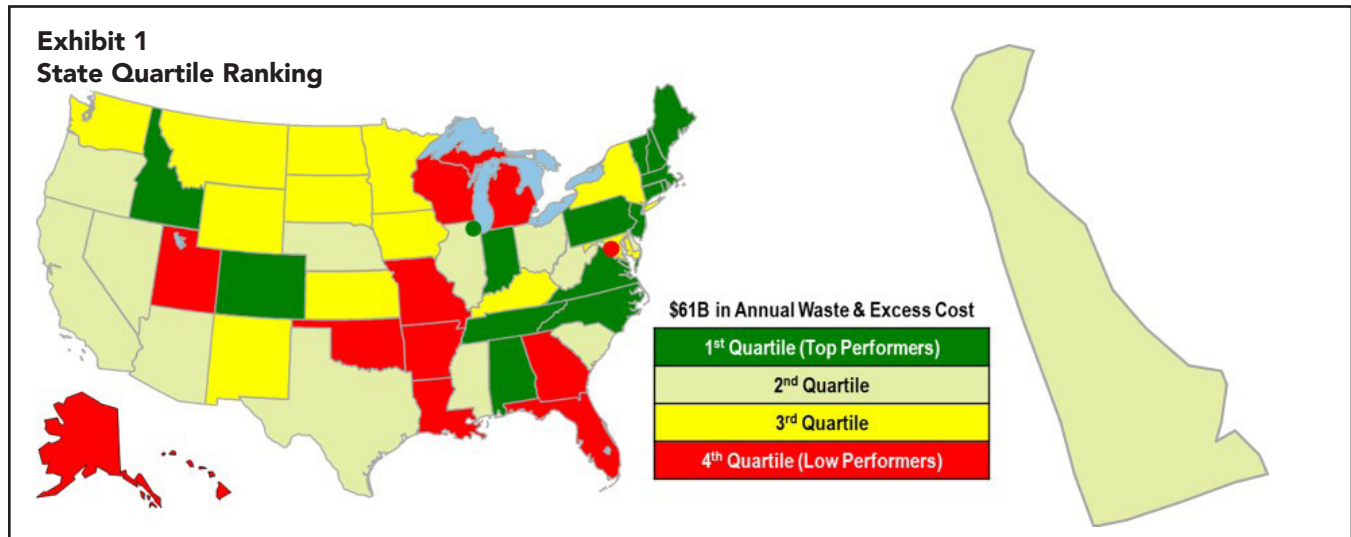 Exhibit 1
State Quartile Ranking
$61B in Annual Waste & Excess Cost
1st Quartile (Top Performers)
2nd Quartile
3rd Quartile
4th Quartile (Low Performers)